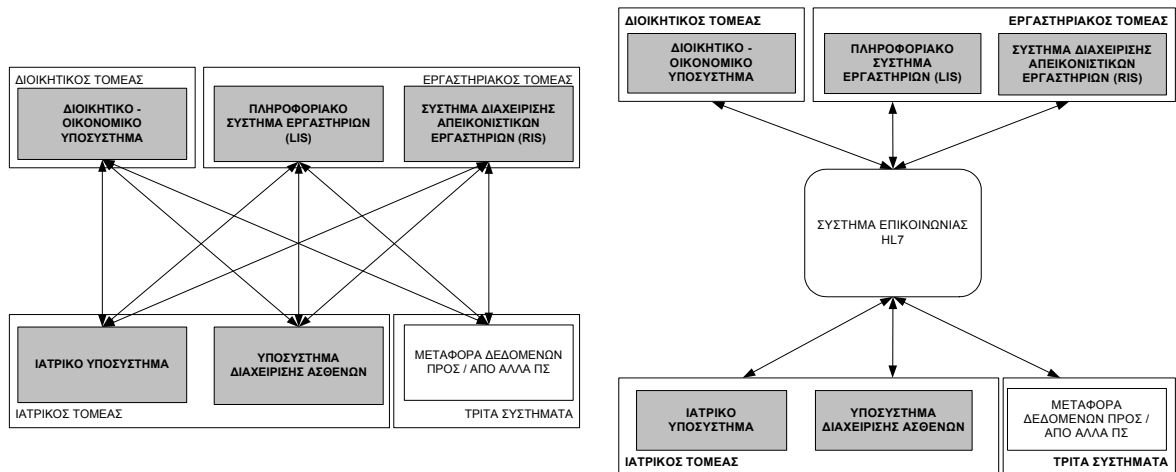 ΔΙΟΙΚΗΤΙΚΟΣ ΤΟΜΕΑΣ
ΔΙΟΙΚΗΤΙΚΟ -
ΟΙΚΟΝΟΜΙΚΟ
ΥΠΟΣΥΣΤΗΜΑ
ΕΡΓΑΣΤΗΡΙΑΚΟΣ ΤΟΜΕΑΣ
ΠΛΗΡΟΦΟΡΙΑΚΟ
ΣΥΣΤΗΜΑ ΕΡΓΑΣΤΗΡΙΩΝ
(LIS)
ΣΥΣΤΗΜΑ ΔΙΑΧΕΙΡΙΣΗΣ
ΑΠΕΙΚΟΝΙΣΤΙΚΩΝ
ΕΡΓΑΣΤΗΡΙΩΝ (RIS)
ΙΑΤΡΙΚΟ ΥΠΟΣΥΣΤΗΜΑ
ΥΠΟΣΥΣΤΗΜΑ
ΔΙΑΧΕΙΡΙΣΗΣ ΑΣΘΕΝΩΝ
ΙΑΤΡΙΚΟΣ ΤΟΜΕΑΣ
ΜΕΤΑΦΟΡΑ ΔΕΔΟΜΕΝΩΝ
ΠΡΟΣ / ΑΠΟ ΑΛΛΑ ΠΣ
ΤΡΙΤΑ ΣΥΣΤΗΜΑΤΑ
ΔΙΟΙΚΗΤΙΚΟΣ ΤΟΜΕΑΣ
ΔΙΟΙΚΗΤΙΚΟ -
ΟΙΚΟΝΟΜΙΚΟ
ΥΠΟΣΥΣΤΗΜΑ
ΕΡΓΑΣΤΗΡΙΑΚΟΣ ΤΟΜΕΑΣ
ΠΛΗΡΟΦΟΡΙΑΚΟ
ΣΥΣΤΗΜΑ
ΕΡΓΑΣΤΗΡΙΩΝ (LIS)
ΣΥΣΤΗΜΑ ΔΙΑΧΕΙΡΙΣΗΣ
ΑΠΕΙΚΟΝΙΣΤΙΚΩΝ
ΕΡΓΑΣΤΗΡΙΩΝ (RIS)
ΣΥΣΤΗΜΑ ΕΠΙΚΟΙΝΩΝΙΑΣ
HL7
ΙΑΤΡΙΚΟ
ΥΠΟΣΥΣΤΗΜΑ
ΥΠΟΣΥΣΤΗΜΑ
ΔΙΑΧΕΙΡΙΣΗΣ ΑΣΘΕΝΩΝ
ΙΑΤΡΙΚΟΣ ΤΟΜΕΑΣ
ΜΕΤΑΦΟΡΑ
ΔΕΔΟΜΕΝΩΝ ΠΡΟΣ /
ΑΠΟ ΑΛΛΑ ΠΣ
ΤΡΙΤΑ ΣΥΣΤΗΜΑΤΑ